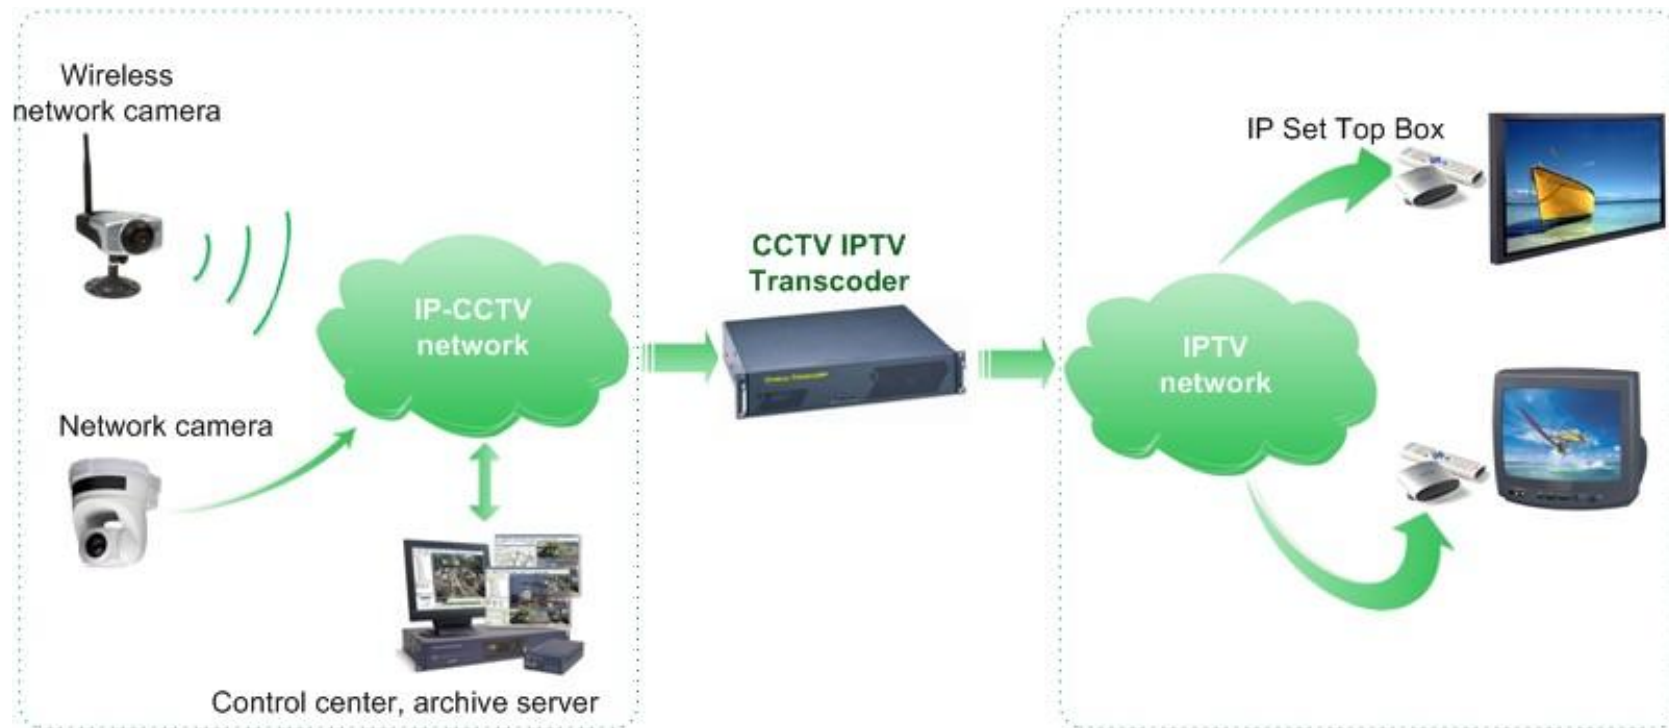 Wireless
network camera
IP Set Top Box
CCTV IPTV
Transcoder
IP-CCTV
network
IPTV
network
Network camera
Control center, archive server